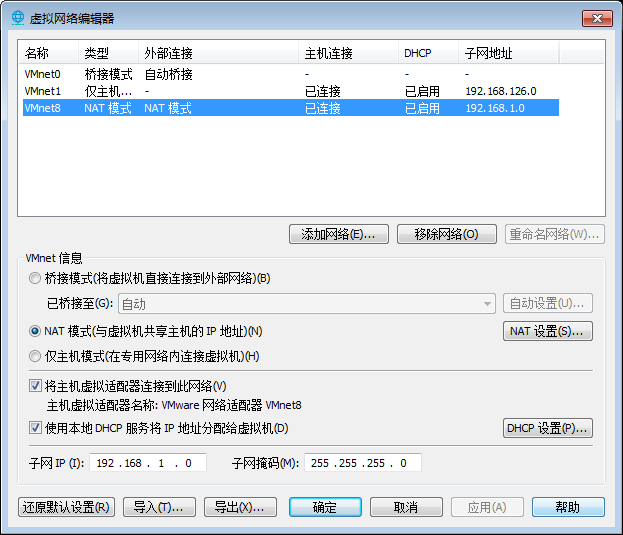 虚拟网络编辑器
名称 类型 外部连接 主机连接 DHCP 子网地址
VMnet0 桥接模式 自动桥接 - - -
VMnet1 仅主机... - 已连接 已启用 192.168.126.0
VMnet8 NAT 模式 NAT 模式 已连接 已启用 192.168.1.0
添加网络(E)... 移除网络(O) 重命名网络(W)...
VMnet 信息
桥接模式(将虚拟机直接连接到外部网络)(B)
已桥接至(G): 自动 自动设置(U)...
NAT 模式(与虚拟机共享主机的 IP 地址)(N) NAT 设置(S)...
仅主机模式(在专用网络内连接虚拟机)(H)
将主机虚拟适配器连接到此网络(V)
主机虚拟适配器名称: VMware 网络适配器 VMnet8
使用本地 DHCP 服务将 IP 地址分配给虚拟机(D) DHCP 设置(P)...
子网 IP (I): 192 .168 . 1 . 0 子网掩码(M): 255 .255 .255 . 0
还原默认设置(R) 导入(T)... 导出(X)... 确定 取消 应用(A) 帮助